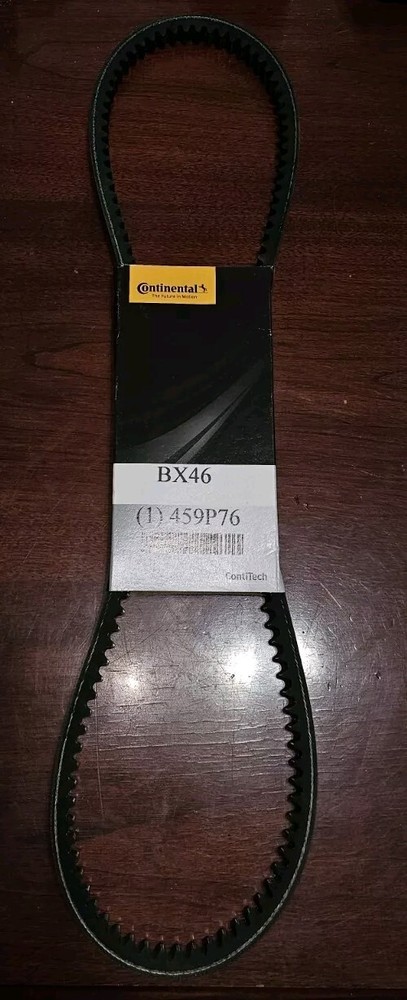 Continental
The Future in Motion
BX46
(1) 459P76
ContiTech